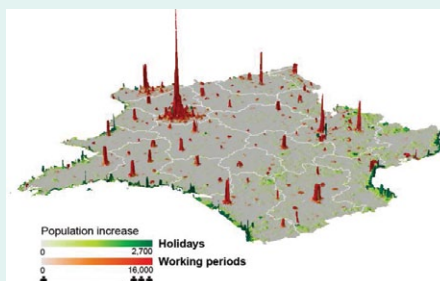 Population increase
Holidays
0 2,700
Working periods
0 16,000